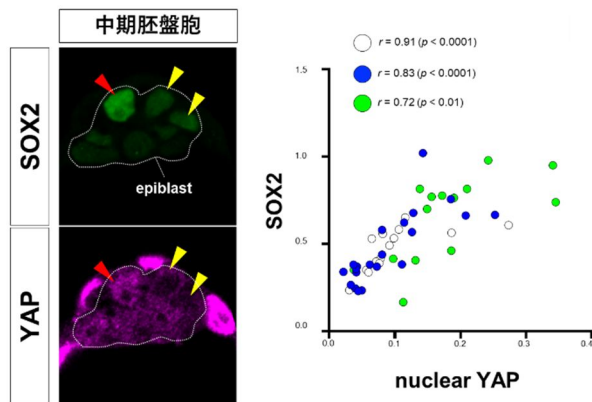 中期胚盤胞
SOX2
epiblast
YAP
r = 0.91 (p < 0.0001)
r = 0.83 (p < 0.0001)
r = 0.72 (p < 0.01)
1.5
1.0
0.5
0.0
SOX2
0.0
0.1
0.2
0.3
0.4
nuclear YAP